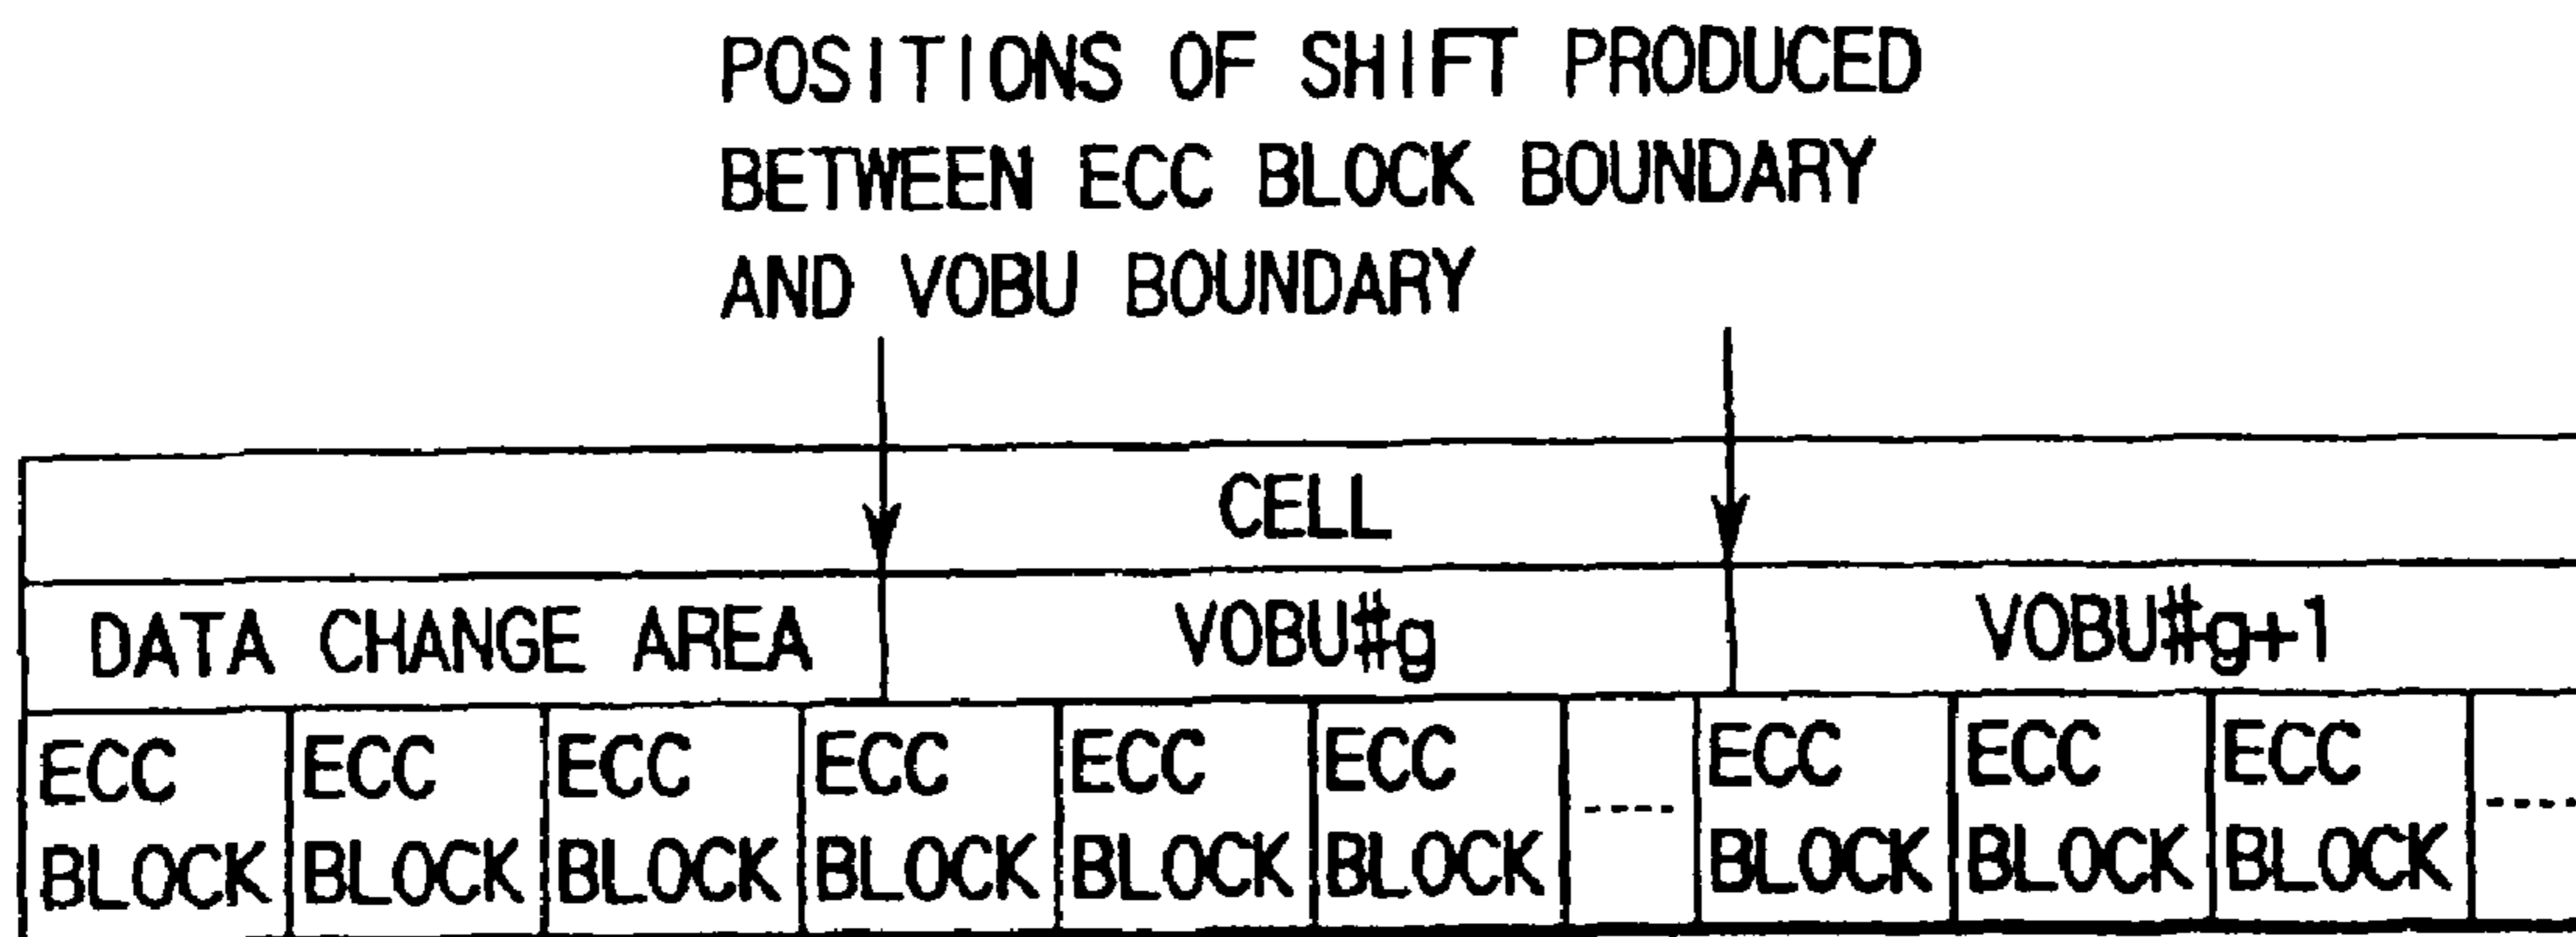 POSITIONS OF SHIFT PRODUCED
BETWEEN ECC BLOCK BOUNDARY
AND VOBU BOUNDARY
CELL
DATA CHANGE AREA VOBU#g VOBU#g+1
ECC ECC ECC ECC ECC ECC ---- ECC ECC ECC ----
BLOCK BLOCK BLOCK BLOCK BLOCK BLOCK BLOCK BLOCK BLOCK